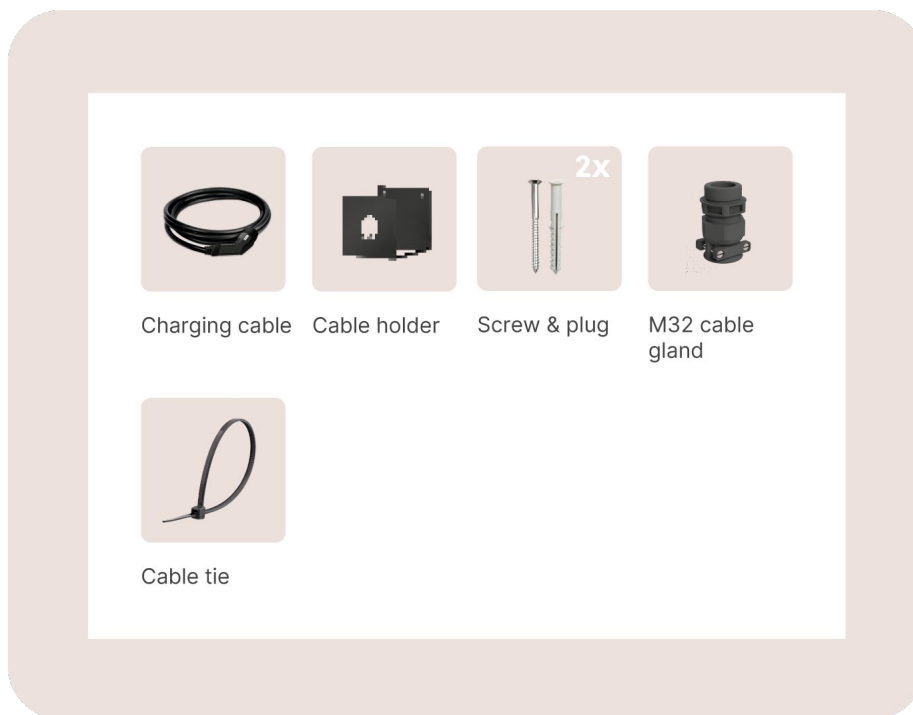 2x
Charging cable
Cable holder
Screw & plug
M32 cable
gland
Cable tie